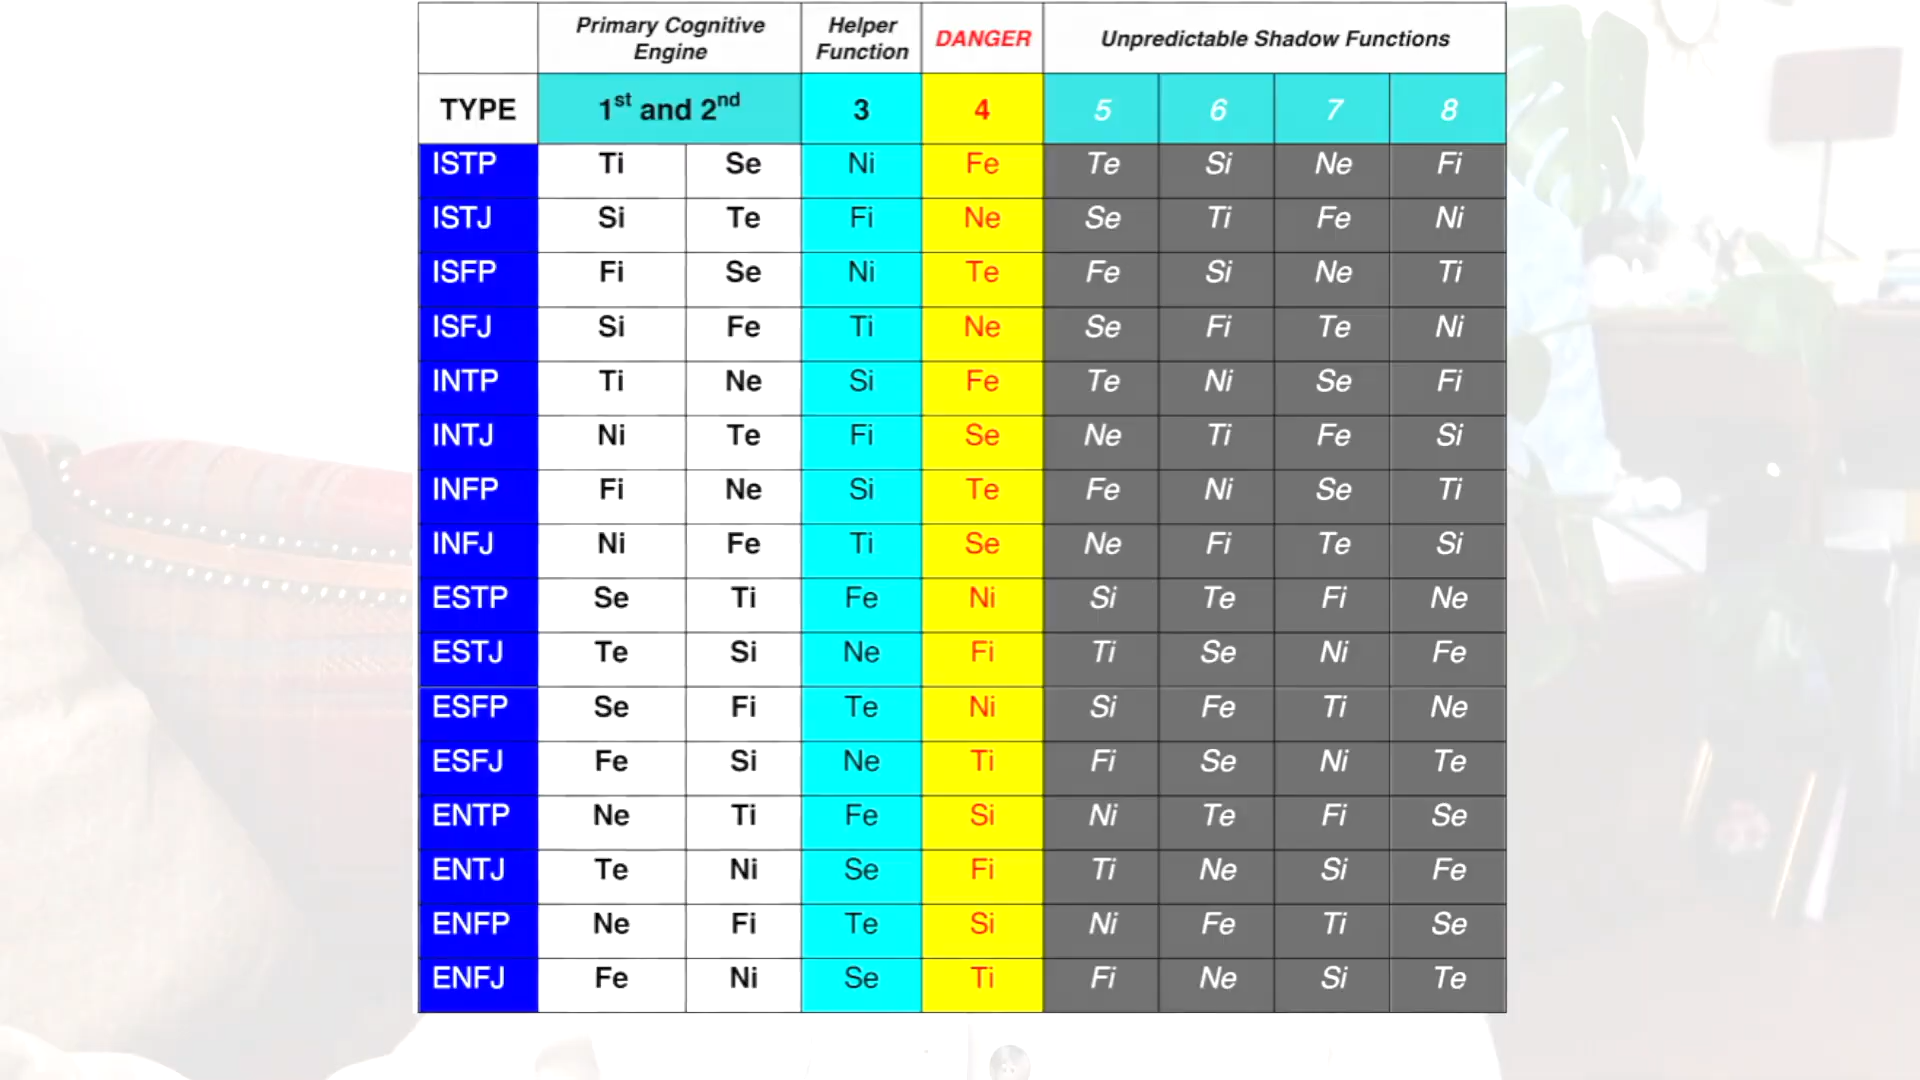 Primary Cognitive Engine Helper Function DANGER Unpredictable Shadow Functions
TYPE 1st and 2nd 3 4 5 6 7 8
ISTP Ti Se Ni Fe Te Si Ne Fi
ISTJ Si Te Fi Ne Se Ti Fe Ni
ISFP Fi Se Ni Te Fe Si Ne Ti
ISFJ Si Fe Ti Ne Se Fi Te Ni
INTP Ti Ne Si Fe Te Ni Se Fi
INTJ Ni Te Fi Se Ne Ti Fe Si
INFP Fi Ne Si Te Fe Ni Se Ti
INFJ Ni Fe Ti Se Ne Fi Te Si
ESTP Se Ti Fe Ni Si Te Fi Ne
ESTJ Te Si Ne Fi Ti Se Ni Fe
ESFP Se Fi Te Ni Si Fe Ti Ne
ESFJ Fe Si Ne Ti Fi Se Ni Te
ENTP Ne Ti Fe Si Ni Te Fi Se
ENTJ Te Ni Se Fi Ti Ne Si Fe
ENFP Ne Fi Te Si Ni Fe Ti Se
ENFJ Fe Ni Se Ti Fi Ne Si Te